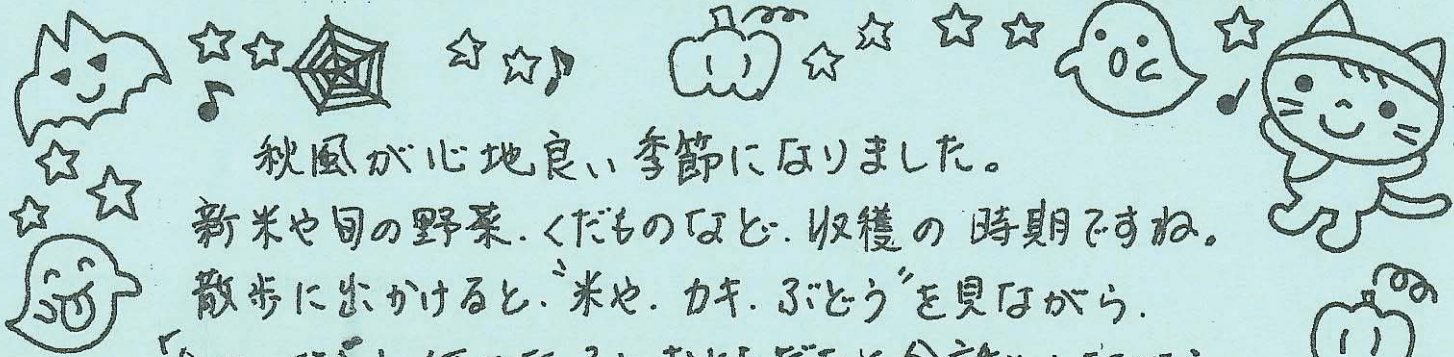 秋風が心地良い季節になりました。
新米や旬の野菜、くだものなど、収穫の時期ですね。
散歩に出かけると、〝米や、カキ、ぶどう〟を見ながら、